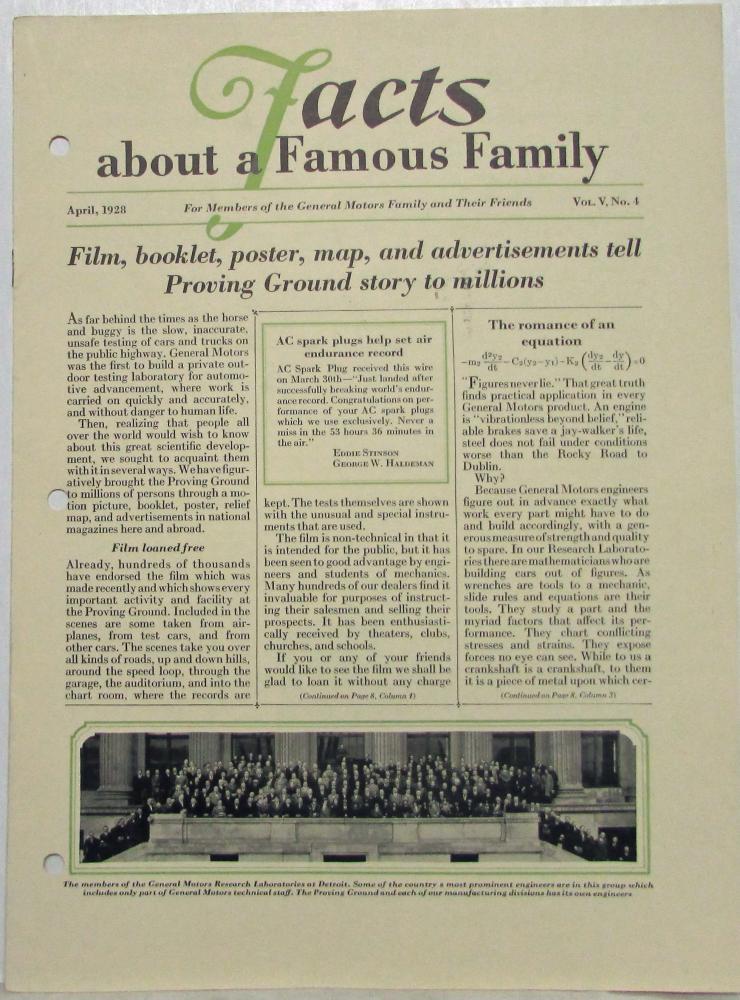 Facts
about a Famous Family
April, 1928 For Members of the General Motors Family and Their Friends VOL. V, No. 4
Film, booklet, poster, map, and advertisements tell
Proving Ground story to millions
As far behind the times as the horse
and buggy is the slow, inaccurate,
unsafe testing of cars and trucks on
the public highway. General Motors
was the first to build a private out-
door testing laboratory for automo-
tive advancement, where work is
carried on quickly and accurately,
and without danger to human life.
Then, realizing that people all
over the world would wish to know
about this great scientific develop-
ment, we sought to acquaint them
with it in several ways. We have figur-
atively brought the Proving Ground
to millions of persons through a mo-
tion picture, booklet, poster, relief
map, and advertisements in national
magazines here and abroad.
Film loaned free
Already, hundreds of thousands
have endorsed the film which was
made recently and which shows every
important activity and facility at
the Proving Ground. Included in the
scenes are some taken from air-
planes, from test cars, and from
other cars. The scenes take you over
all kinds of roads, up and down hills,
around the speed loop, through the
garage, the auditorium, and into the
chart room, where the records are
AC spark plugs help set air
endurance record
AC Spark Plug received this wire
on March 30th—"Just landed after
successfully breaking world's endur-
ance record. Congratulations on per-
formance of your AC spark plugs
which we use exclusively. Never a
miss in the 53 hours 36 minutes in
the air."
EDDIE STINSON
GEORGE W. HALDEMAN
kept. The tests themselves are shown
with the unusual and special instru-
ments that are used.
The film is non-technical in that it
is intended for the public, but it has
been seen to good advantage by engi-
neers and students of mechanics.
Many hundreds of our dealers find it
invaluable for purposes of instruct-
ing their salesmen and selling their
prospects. It has been enthusiasti-
cally received by theaters, clubs,
churches, and schools.
If you or any of your friends
would like to see the film we shall be
glad to loan it without any charge
(Continued on Page 8, Column 1)
The romance of an
equation
-m₂ d²y₂/dt - C₂(y₂-y₁) - K₂ (dy₂/dt - dy/dt) = 0
"Figures never lie." That great truth
finds practical application in every
General Motors product. An engine
is "vibrationless beyond belief," reli-
able brakes save a jay-walker's life,
steel does not fail under conditions
worse than the Rocky Road to
Dublin.
Why?
Because General Motors engineers
figure out in advance exactly what
work every part might have to do
and build accordingly, with a gen-
erous measure of strength and quality
to spare. In our Research Laborato-
ries there are mathematicians who are
building cars out of figures. As
wrenches are tools to a mechanic,
slide rules and equations are their
tools. They study a part and the
myriad factors that affect its per-
formance. They chart conflicting
stresses and strains. They expose
forces no eye can see. While to us a
crankshaft is a crankshaft, to them
it is a piece of metal upon which cer-
(Continued on Page 8, Column 3)
The members of the General Motors Research Laboratories at Detroit. Some of the country s most prominent engineers are in this group which
includes only part of General Motors technical staff. The Proving Ground and each of our manufacturing divisions has its own engineers